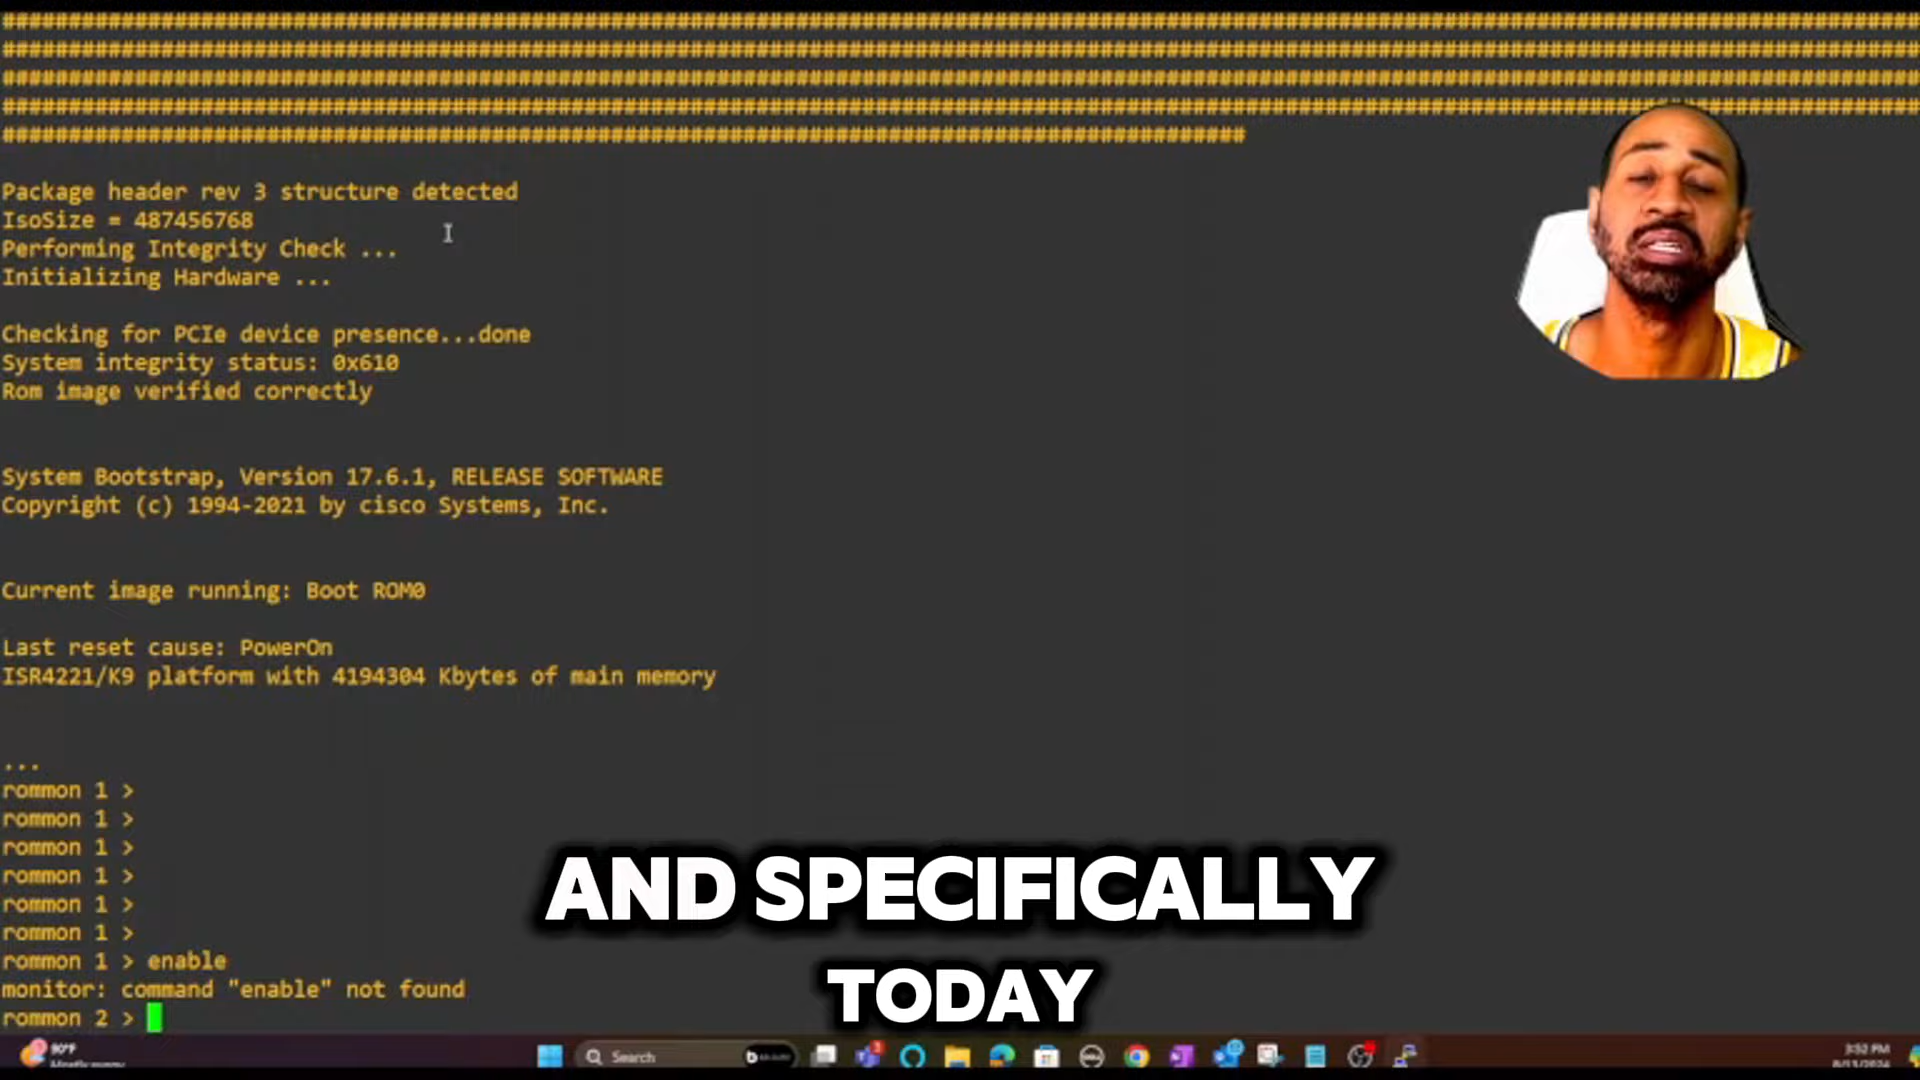 Package header rev 3 structure detected
IsoSize = 487456768
Performing Integrity Check ...
Initializing Hardware ...
Checking for PCIe device presence...done
System integrity status: 0x610
Rom image verified correctly
System Bootstrap, Version 17.6.1, RELEASE SOFTWARE
Copyright (c) 1994-2021 by cisco Systems, Inc.
Current image running: Boot ROM0
Last reset cause: PowerOn
ISR4221/K9 platform with 4194304 Kbytes of main memory
...
rommon 1 >
rommon 1 >
rommon 1 >
rommon 1 >
rommon 1 >
rommon 1 >
rommon 1 > enable
monitor: command "enable" not found
rommon 2 >
AND SPECIFICALLY
TODAY
90°F
Search
3:52 PM